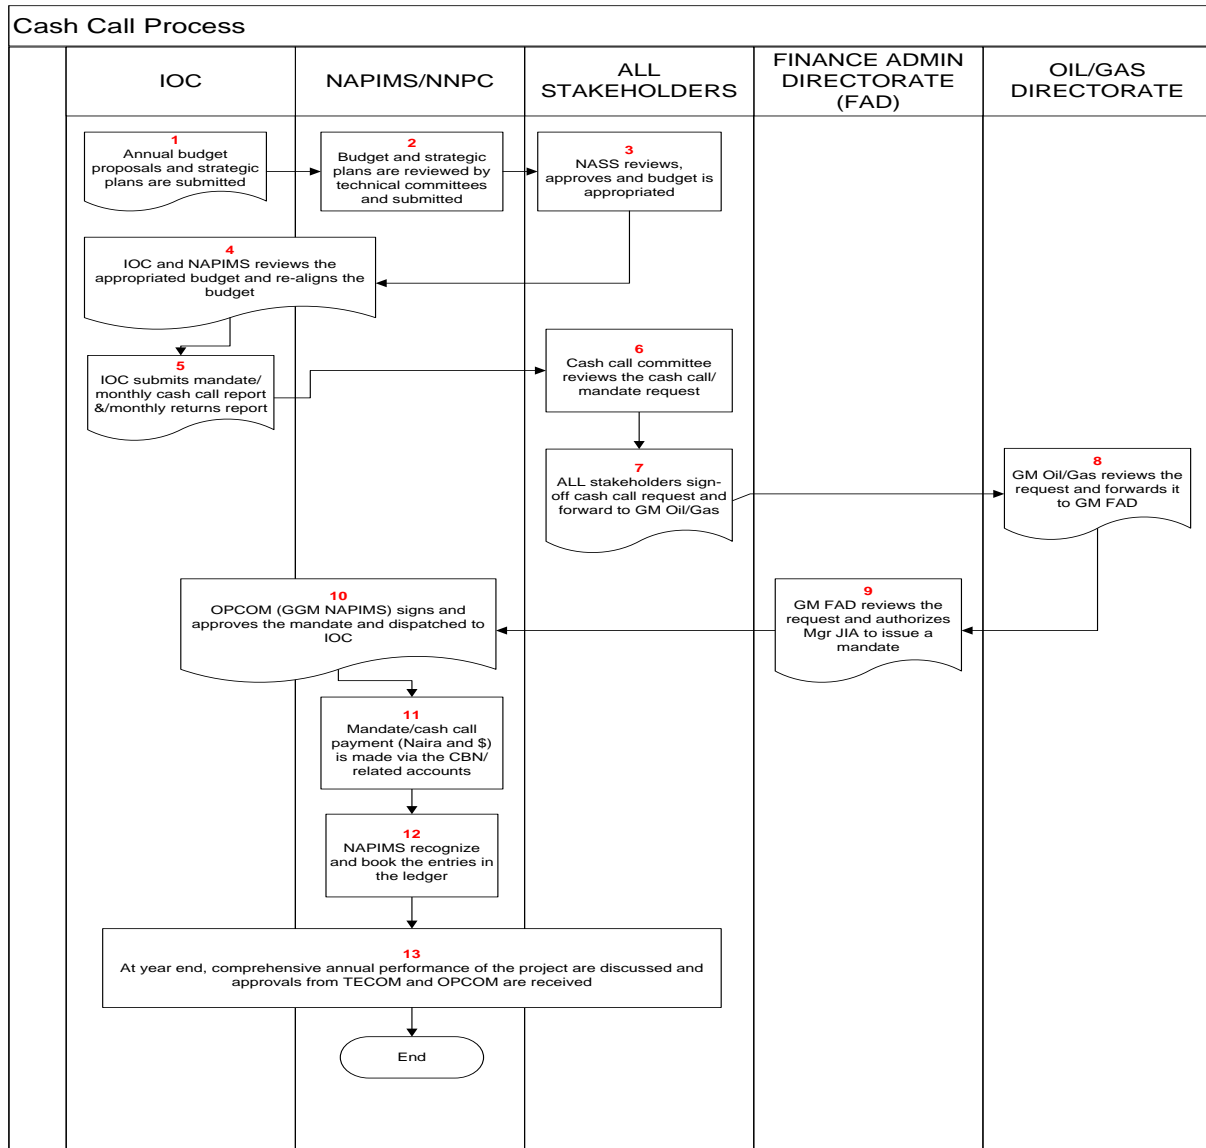 Cash Call Process
IOC
NAPIMS/NNPC
ALL
STAKEHOLDERS
FINANCE ADMIN
DIRECTORATE
(FAD)
OIL/GAS
DIRECTORATE
1
Annual budget
proposals and strategic
plans are submitted
2
Budget and strategic
plans are reviewed by
technical committees
and submitted
3
NASS reviews,
approves and budget is
appropriated
4
IOC and NAPIMS reviews the
appropriated budget and re-aligns the
budget
5
IOC submits mandate/
monthly cash call report
&/monthly returns report
6
Cash call committee
reviews the cash call/
mandate request
7
ALL stakeholders sign-
off cash call request and
forward to GM Oil/Gas
8
GM Oil/Gas reviews the
request and forwards it
to GM FAD
9
GM FAD reviews the
request and authorizes
Mgr JIA to issue a
mandate
10
OPCOM (GGM NAPIMS) signs and
approves the mandate and dispatched to
IOC
11
Mandate/cash call
payment (Naira and $)
is made via the CBN/
related accounts
12
NAPIMS recognize
and book the entries in
the ledger
13
At year end, comprehensive annual performance of the project are discussed and
approvals from TECOM and OPCOM are received
End